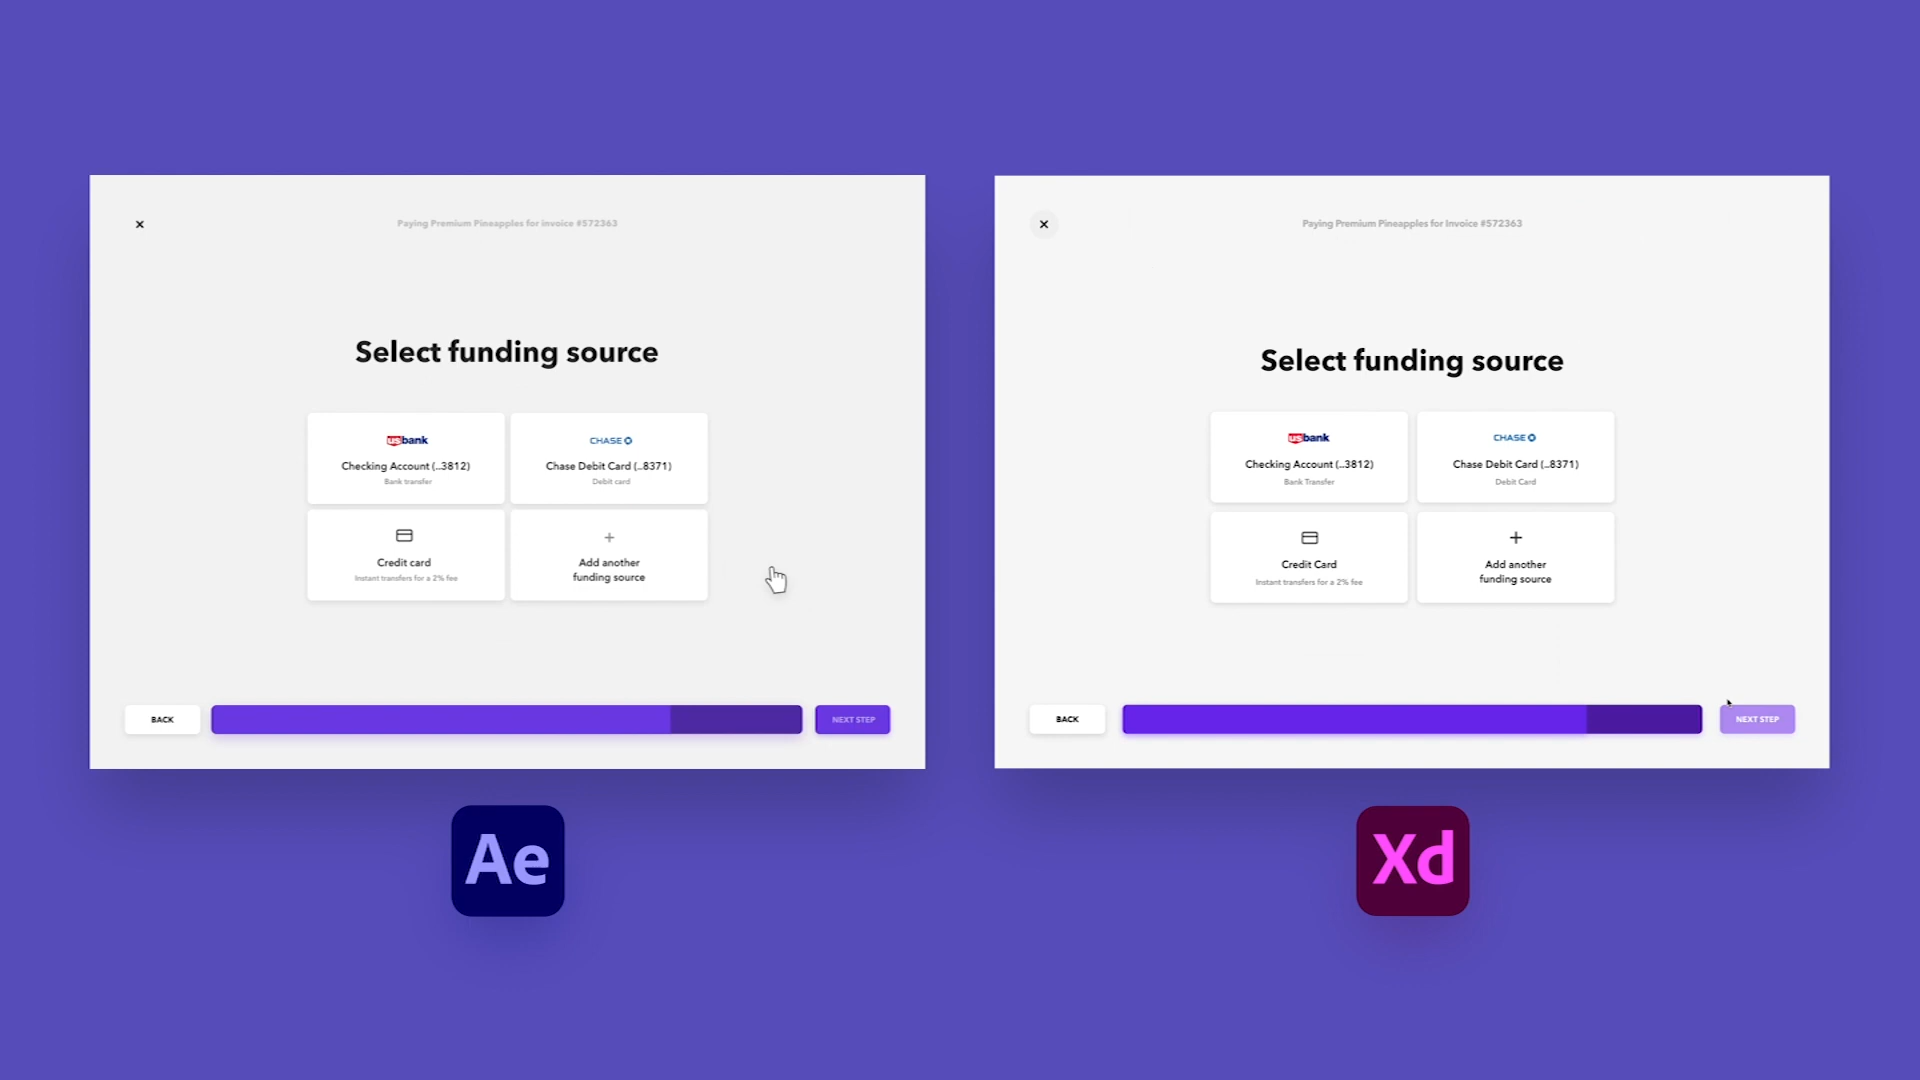 Paying Premium Pineapples for invoice #572363
Select funding source
usbank
Checking Account (..3812)
Bank transfer
CHASE
Chase Debit Card (..8371)
Debit card
Credit card
Instant transfers for a 2% fee
Add another
funding source
BACK
NEXT STEP
Ae
Paying Premium Pineapples for Invoice #572363
Select funding source
usbank
Checking Account (..3812)
Bank Transfer
CHASE
Chase Debit Card (..8371)
Debit Card
Credit Card
Instant transfers for a 2% fee
Add another
funding source
BACK
NEXT STEP
Xd